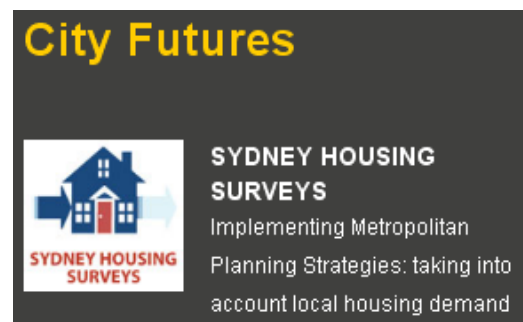 City Futures
SYDNEY HOUSING
SURVEYS
SYDNEY HOUSING
SURVEYS
Implementing Metropolitan
Planning Strategies: taking into
account local housing demand